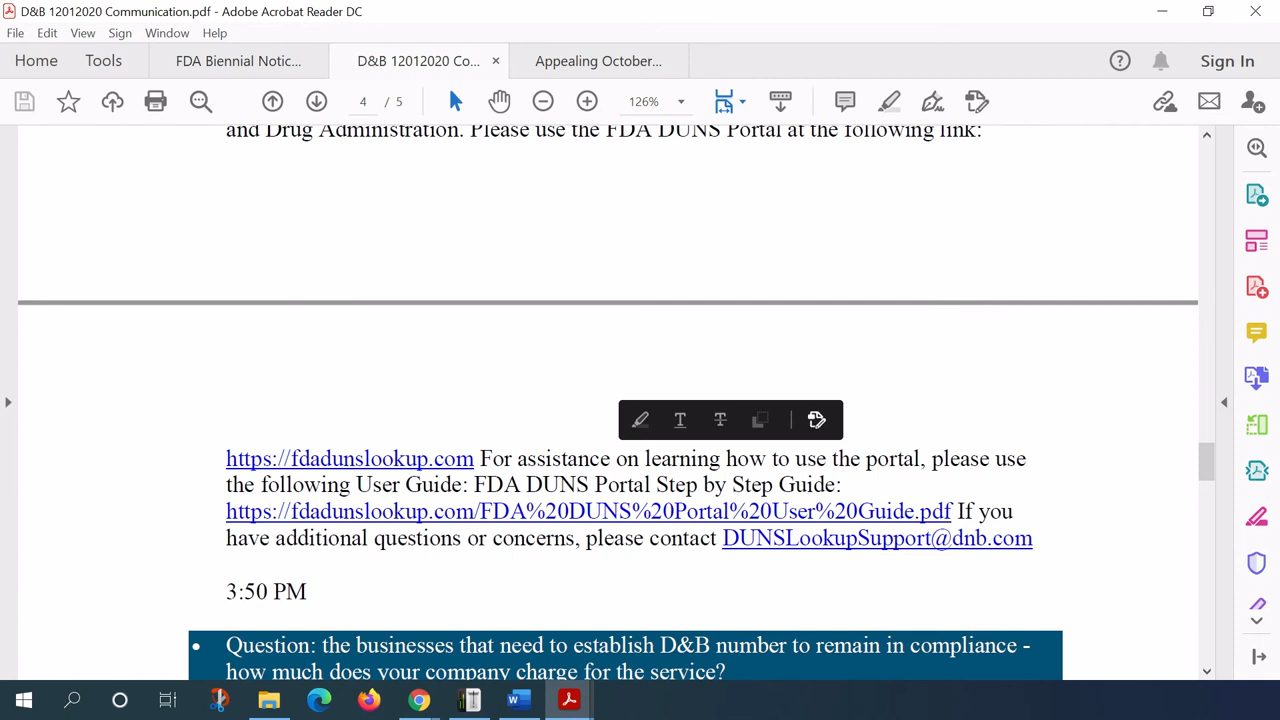 D&B 12012020 Communication.pdf - Adobe Acrobat Reader DC
File Edit View Sign Window Help
Home Tools FDA Biennial Notic... D&B 12012020 Co... × Appealing October... Sign In
4 / 5 126%
and Drug Administration. Please use the FDA DUNS Portal at the following link:
https://fdadunslookup.com For assistance on learning how to use the portal, please use
the following User Guide: FDA DUNS Portal Step by Step Guide:
https://fdadunslookup.com/FDA%20DUNS%20Portal%20User%20Guide.pdf If you
have additional questions or concerns, please contact DUNSLookupSupport@dnb.com
3:50 PM
• Question: the businesses that need to establish D&B number to remain in compliance -
how much does your company charge for the service?